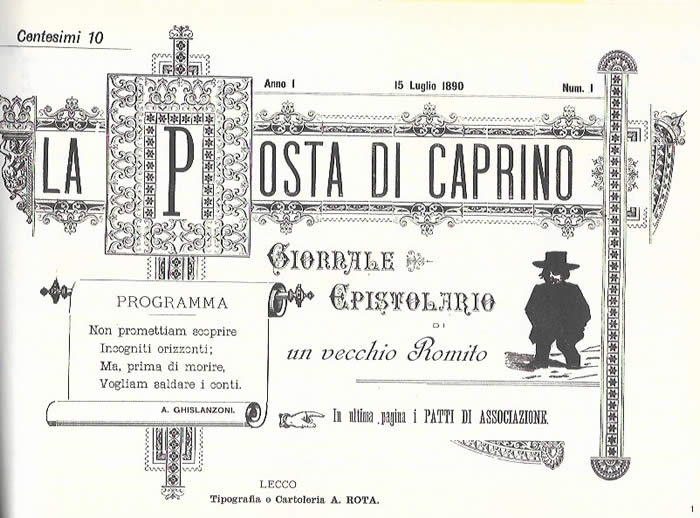 Centesimi 10
Anno I 15 Luglio 1890 Num. 1
LA POSTA DI CAPRINO
GIORNALE
EPISTOLARIO
DI
un vecchio Romito
PROGRAMMA
Non promettiam scoprire
Incogniti orizzonti;
Ma, prima di morire,
Vogliam saldare i conti.
A. GHISLANZONI.
In ultima pagina i PATTI DI ASSOCIAZIONE.
LECCO
Tipografia e Cartoleria A. ROTA.
1